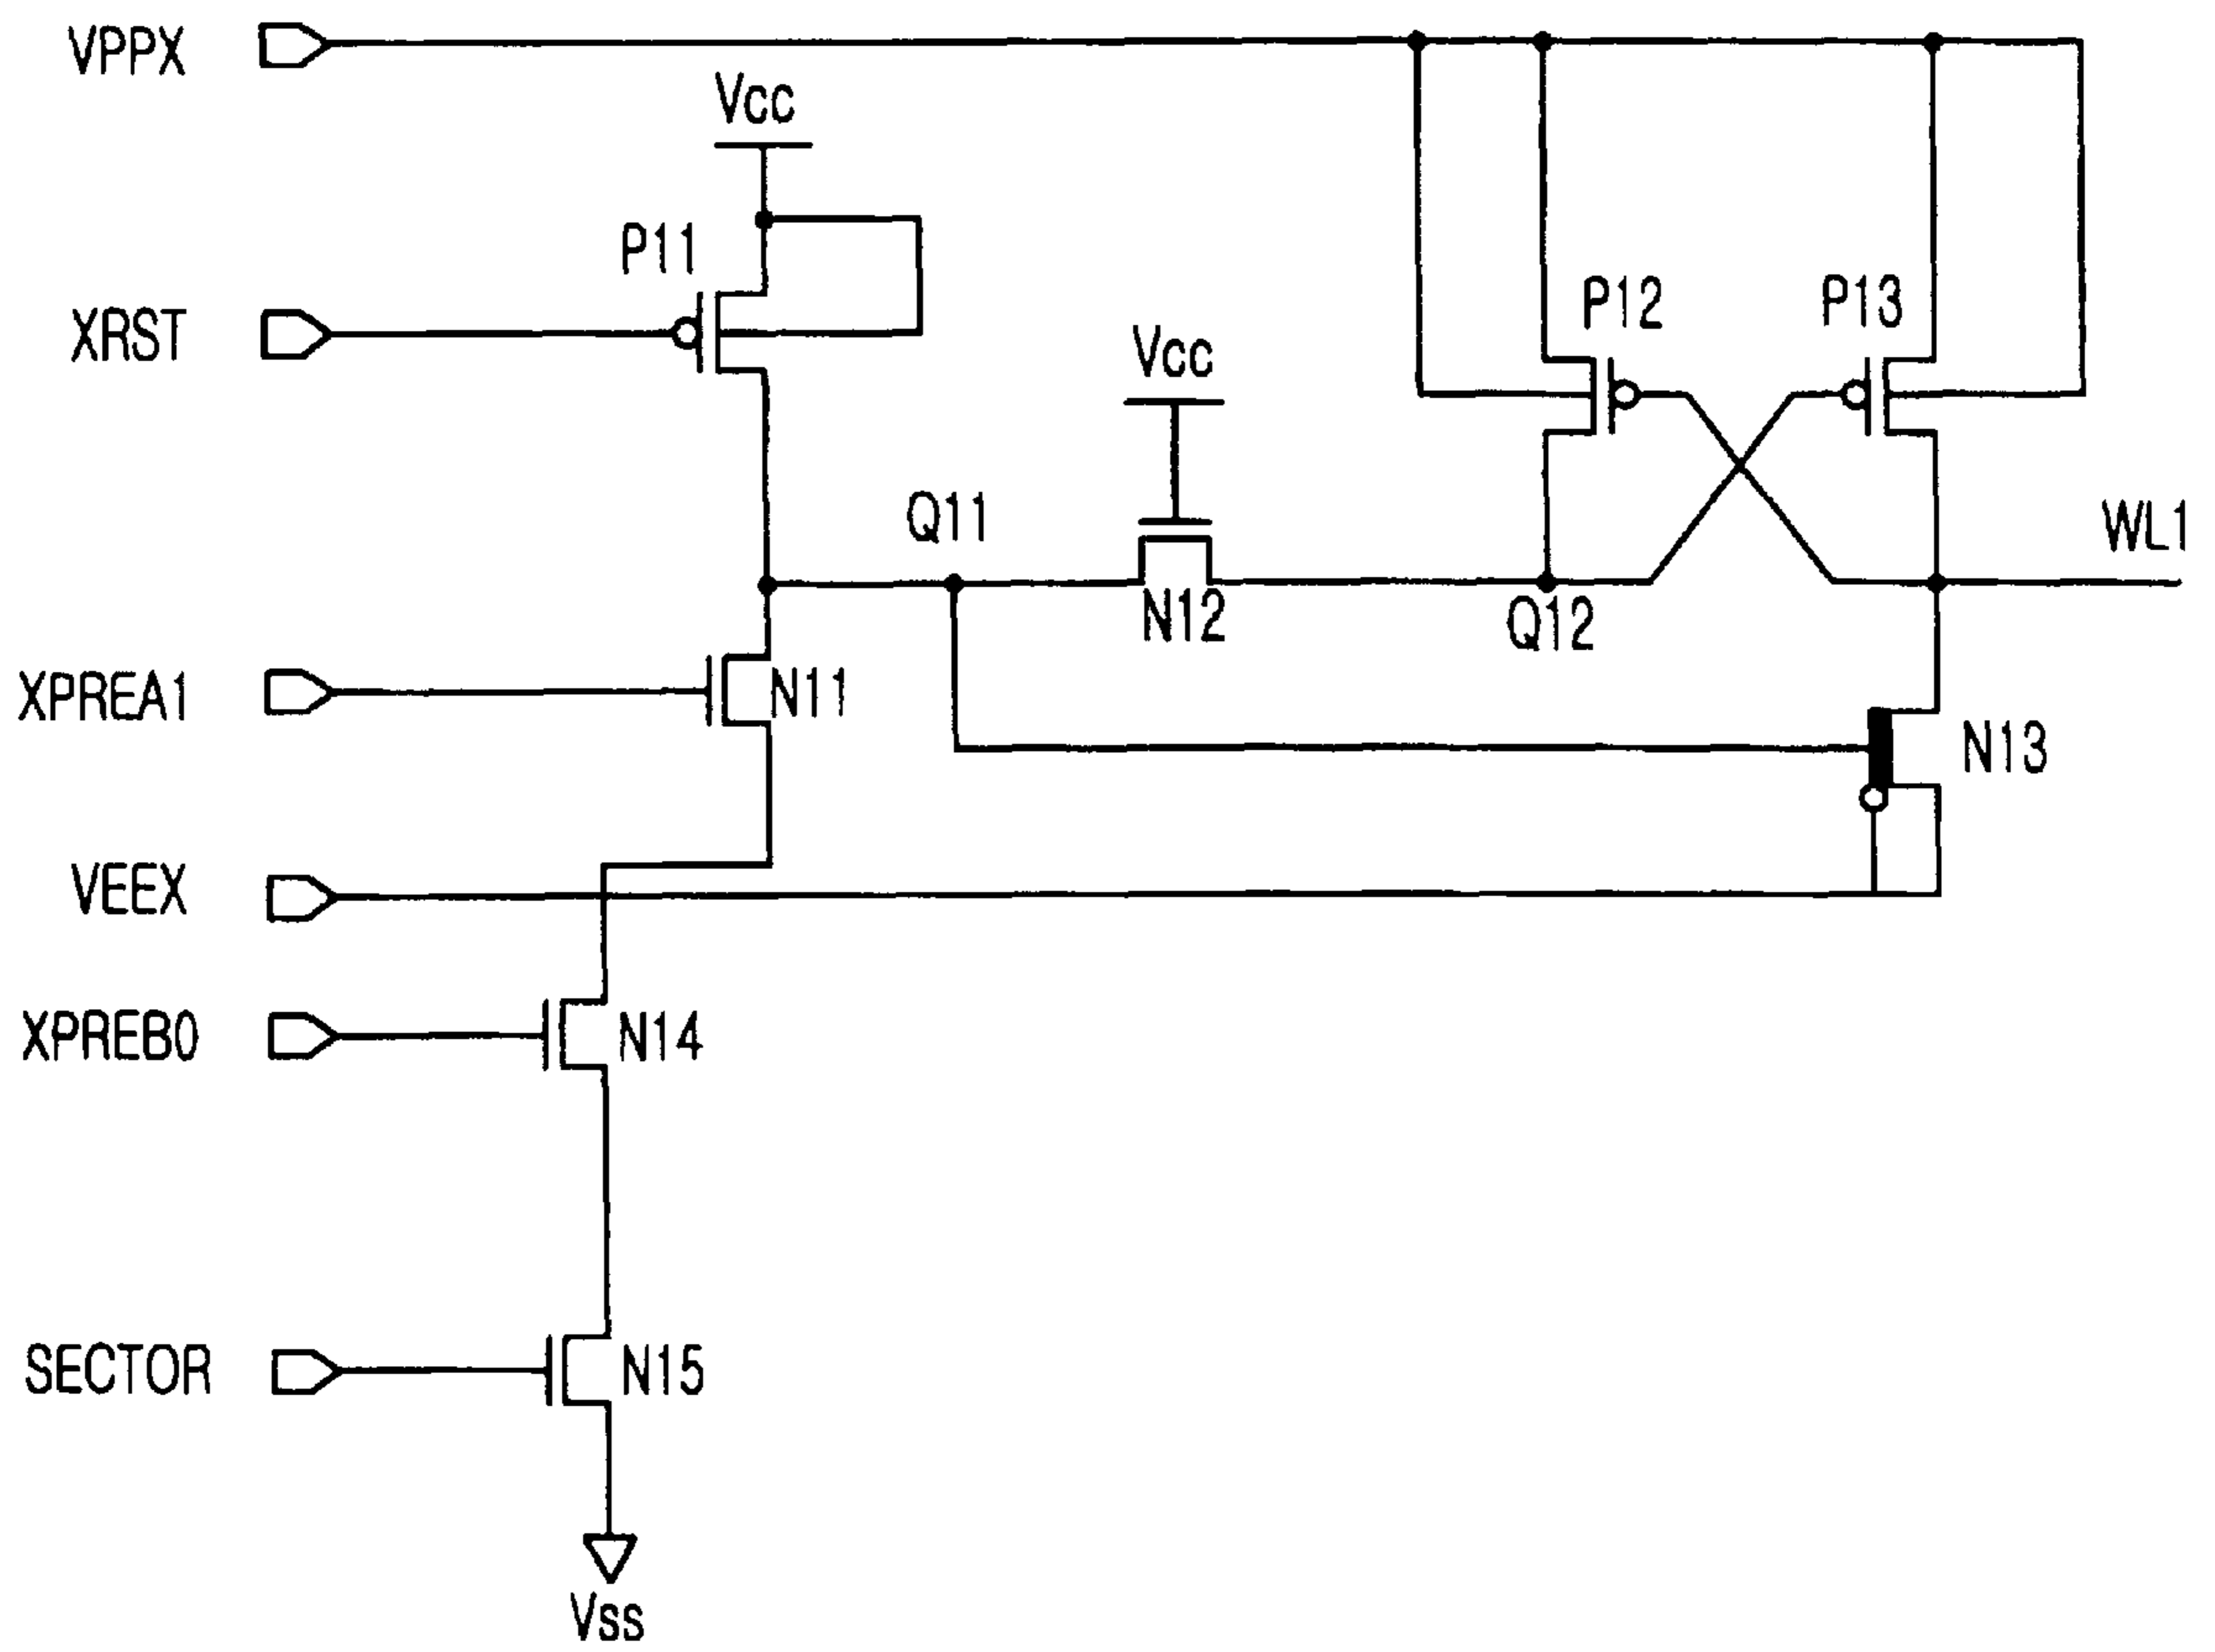 VPPX
Vcc
P11
XRST
P12
P13
Vcc
Q11
WL1
N12
Q12
XPREA1
N11
N13
VEEX
XPREB0
N14
SECTOR
N15
Vss